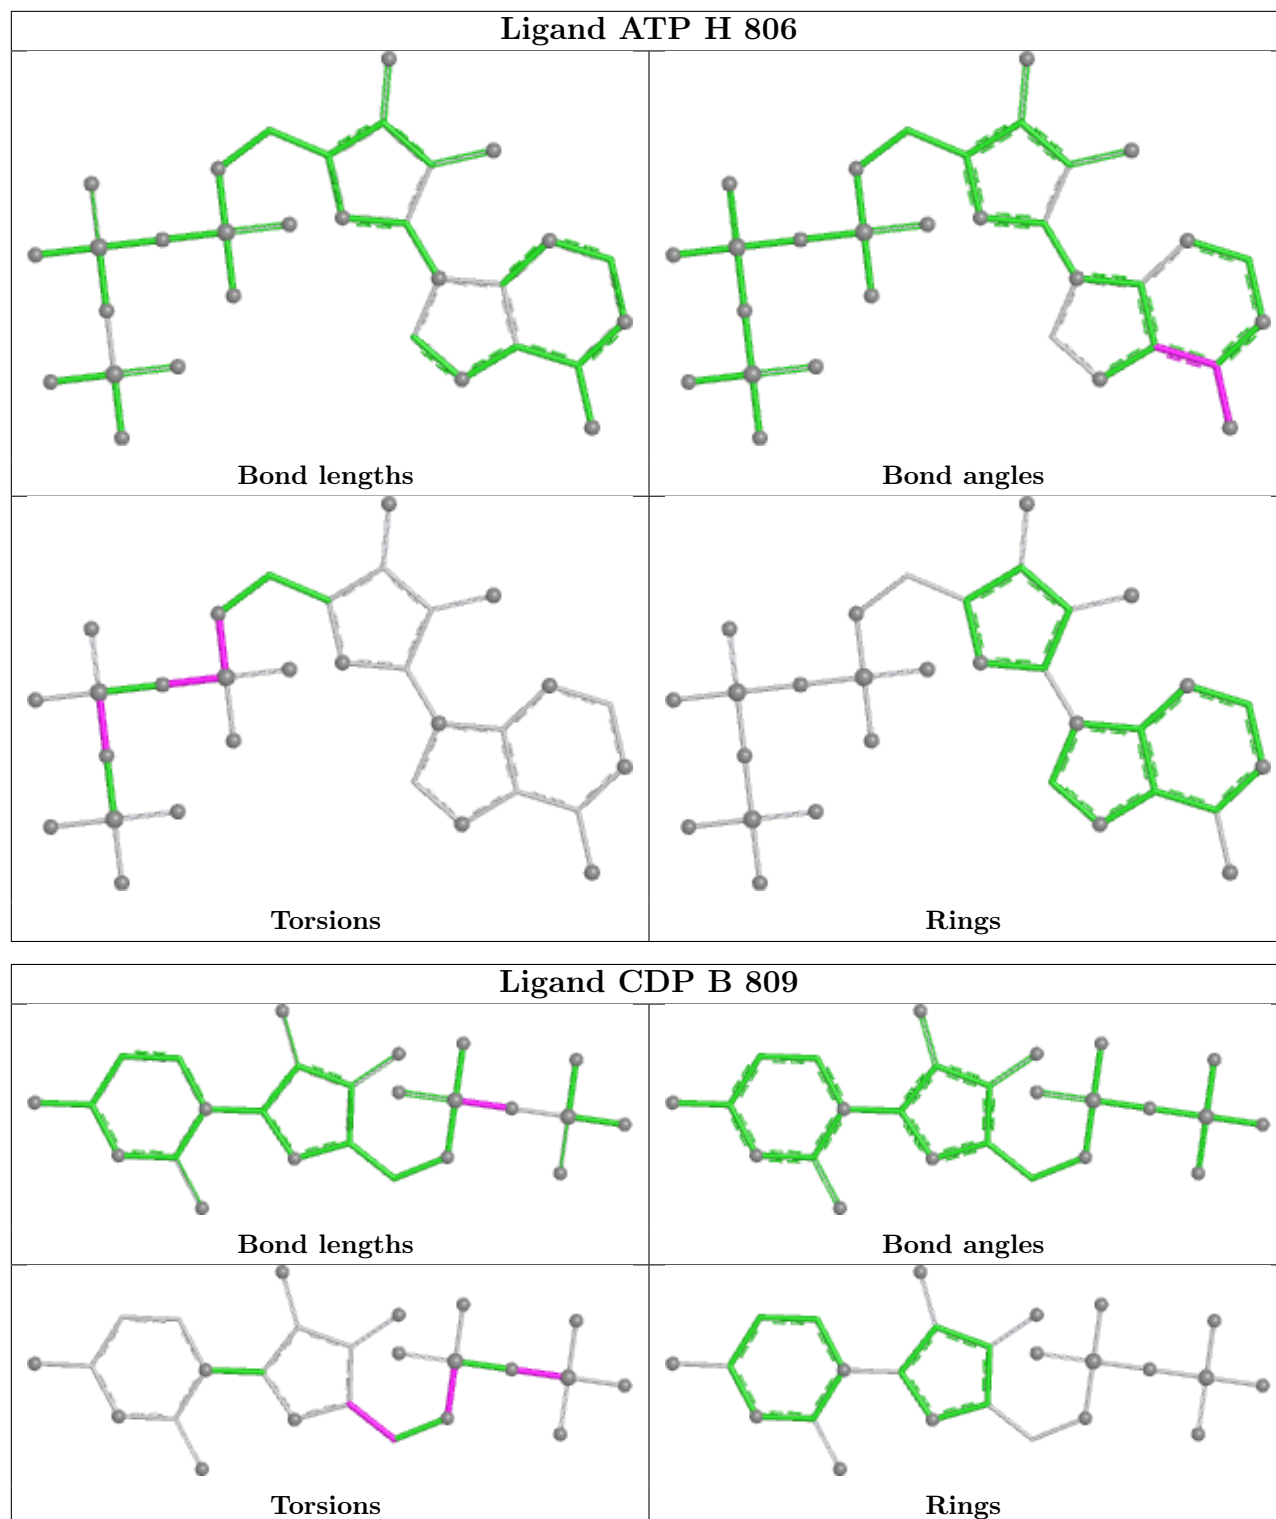 Ligand ATP H 806
Bond lengths
Bond angles
Torsions
Rings
Ligand CDP B 809
Bond lengths
Bond angles
Torsions
Rings